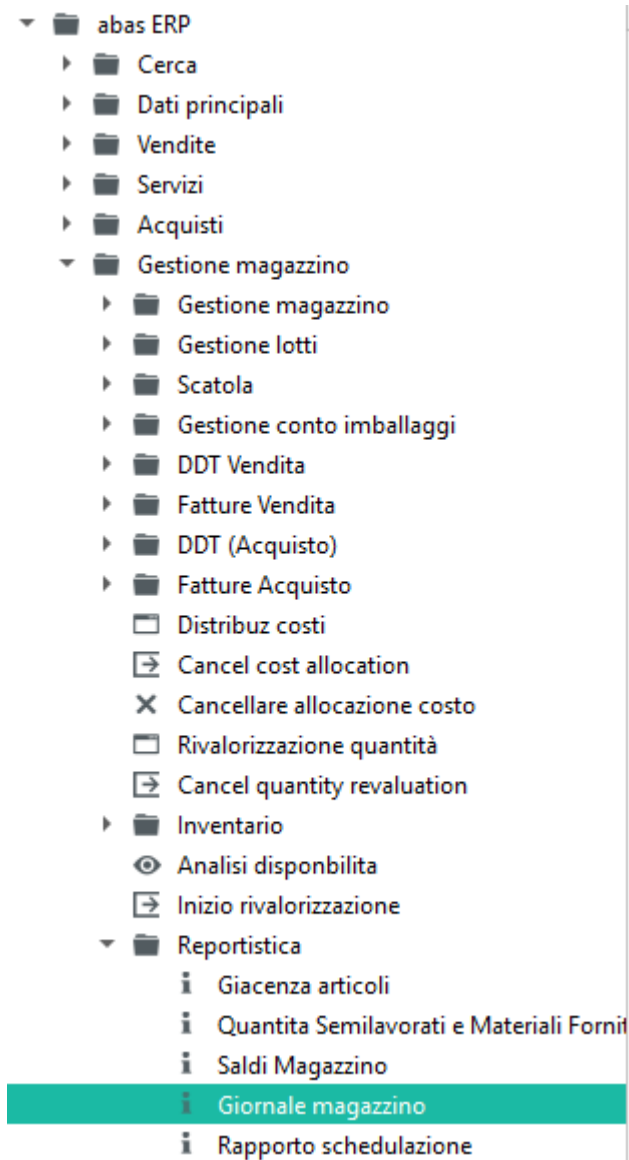 abas ERP
Cerca
Dati principali
Vendite
Servizi
Acquisti
Gestione magazzino
Gestione magazzino
Gestione lotti
Scatola
Gestione conto imballaggi
DDT Vendita
Fatture Vendita
DDT (Acquisto)
Fatture Acquisto
Distribuz costi
Cancel cost allocation
Cancellare allocazione costo
Rivalorizzazione quantità
Cancel quantity revaluation
Inventario
Analisi disponbilita
Inizio rivalorizzazione
Reportistica
Giacenza articoli
Quantita Semilavorati e Materiali Fornit
Saldi Magazzino
Giornale magazzino
Rapporto schedulazione